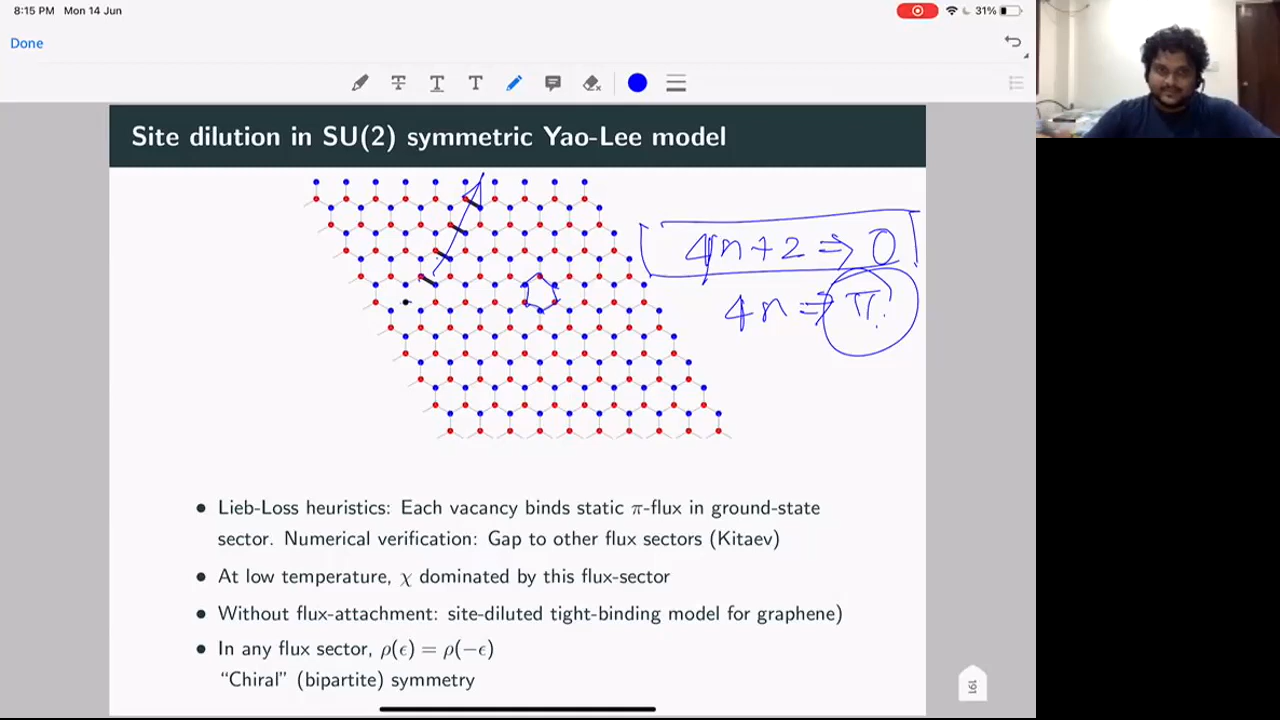 8:15 PM Mon 14 Jun
31%
Done
T T T
Site dilution in SU(2) symmetric Yao-Lee model
4n+2 ⇒ 0
4n ⇒ π
• Lieb-Loss heuristics: Each vacancy binds static π-flux in ground-state
sector. Numerical verification: Gap to other flux sectors (Kitaev)
• At low temperature, χ dominated by this flux-sector
• Without flux-attachment: site-diluted tight-binding model for graphene)
• In any flux sector, ρ(ϵ) = ρ(−ϵ)
“Chiral” (bipartite) symmetry
191